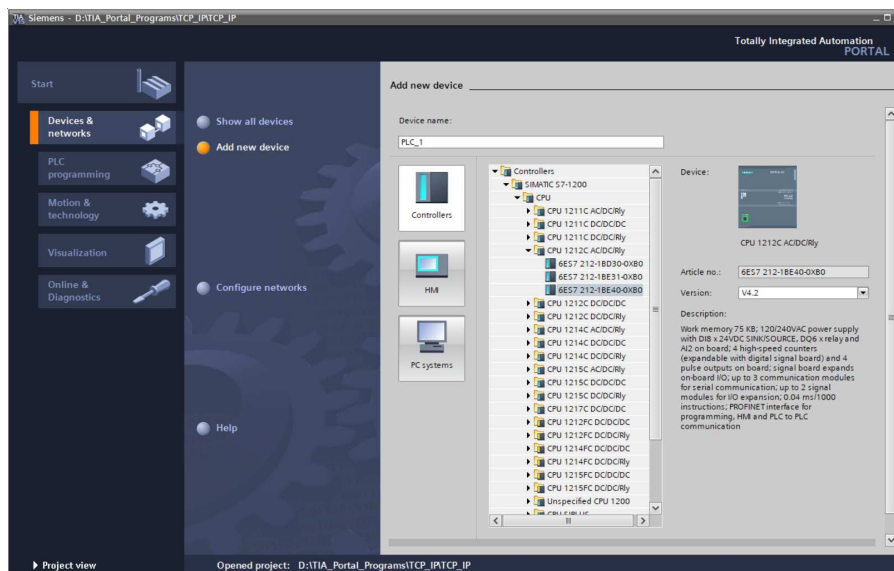 Siemens - D:\TIA_Portal_Programs\TCP_IP\TCP_IP
Totally Integrated Automation
PORTAL
Start
Devices &
networks
PLC
programming
Motion &
technology
Visualization
Online &
Diagnostics
Show all devices
Add new device
Configure networks
Help
Add new device
Device name:
PLC_1
Controllers
HMI
PC systems
Controllers
SIMATIC S7-1200
CPU
CPU 1211C AC/DC/Rly
CPU 1211C DC/DC/DC
CPU 1211C DC/DC/Rly
CPU 1212C AC/DC/Rly
6ES7 212-1BD30-0XB0
6ES7 212-1BE31-0XB0
6ES7 212-1BE40-0XB0
CPU 1212C DC/DC/DC
CPU 1212C DC/DC/Rly
CPU 1214C AC/DC/Rly
CPU 1214C DC/DC/DC
CPU 1214C DC/DC/Rly
CPU 1215C AC/DC/Rly
CPU 1215C DC/DC/DC
CPU 1215C DC/DC/Rly
CPU 1217C DC/DC/DC
CPU 1212FC DC/DC/DC
CPU 1212FC DC/DC/Rly
CPU 1214FC DC/DC/DC
CPU 1214FC DC/DC/Rly
CPU 1215FC DC/DC/DC
CPU 1215FC DC/DC/Rly
Unspecified CPU 1200
CPU SIPLUS
Device:
CPU 1212C AC/DC/Rly
Article no.: 6ES7 212-1BE40-0XB0
Version: V4.2
Description:
Work memory 75 KB; 120/240VAC power supply
with DI8 x 24VDC SINK/SOURCE, DQ6 x relay and
AI2 on board; 4 high-speed counters
(expandable with digital signal board) and 4
pulse outputs on board; signal board expands
on-board I/O; up to 3 communication modules
for serial communication; up to 2 signal
modules for I/O expansion; 0.04 ms/1000
instructions; PROFINET interface for
programming, HMI and PLC to PLC
communication
Project view
Opened project: D:\TIA_Portal_Programs\TCP_IP\TCP_IP